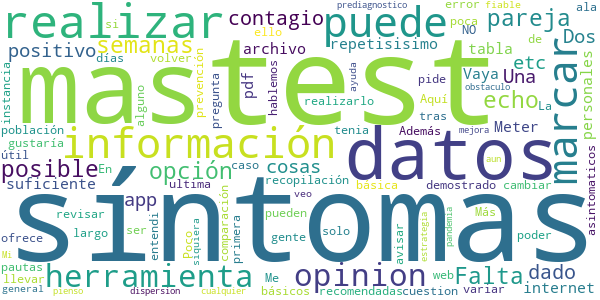 realizar
puede
contagio
pareja
prediagnostico
error
poca
fiable
ala
si
ello
NO
de
Dos
semanas
archivo
repetisisimo
tabla
positivo
días
volver
alguno
prevención
pregunta
pdf
hablemos
ayuda
pide
Vaya
Una
etc
echo
marcar
personales
instancia
mas
test
realizarlo
tras
Aquí
La
obstaculo
Meter
población
En
gustaría
información
tenia
Además
mejora
aun
útil
posible
opción
caso
cosas
datos
asintomaticos
suficiente
app
ultima
recopilación
básica
demostrado
cambiar
revisar
síntomas
largo
ser
entendí
Poco
siquiera
comparación
primera
veo
pueden
gente
solo
avisar
estrategia
pandemia
Más
poder
ofrece
Mi
pautas
llevar
general
pienso
herramienta
dispersion
cualquier
Me
básicos
opinion
recomendadas
cuestion
web
Falta
variar
dado
internet